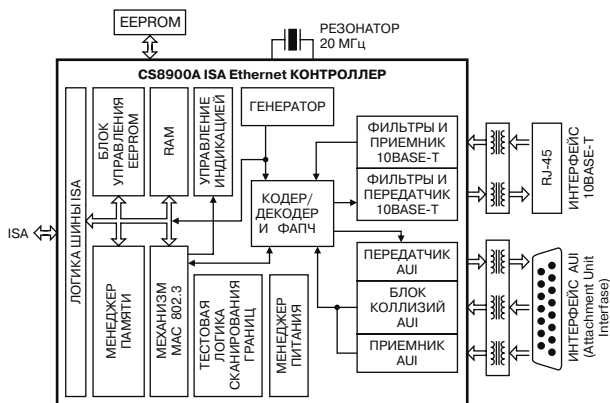 EEPROM
РЕЗОНАТОР
20 МГц
CS8900A ISA Ethernet КОНТРОЛЛЕР
ISA
ЛОГИКА ШИНЫ ISA
БЛОК
УПРАВЛЕНИЯ
EEPROM
RAM
УПРАВЛЕНИЕ
ИНДИКАЦИЕЙ
ГЕНЕРАТОР
ФИЛЬТРЫ И
ПРИЕМНИК
10BASE-T
ФИЛЬТРЫ И
ПЕРЕДАТЧИК
10BASE-T
RJ-45
ИНТЕРФЕЙС
10BASE-T
КОДЕР/
ДЕКОДЕР
И ФАПЧ
МЕНЕДЖЕР
ПАМЯТИ
МЕХАНИЗМ
MAC 802.3
ТЕСТОВАЯ
ЛОГИКА
СКАНИРОВАНИЯ
ГРАНИЦ
МЕНЕДЖЕР
ПИТАНИЯ
ПЕРЕДАТЧИК
AUI
БЛОК
КОЛЛИЗИЙ
AUI
ПРИЕМНИК
AUI
ИНТЕРФЕЙС AUI
(Attachment Unit
Interfase)